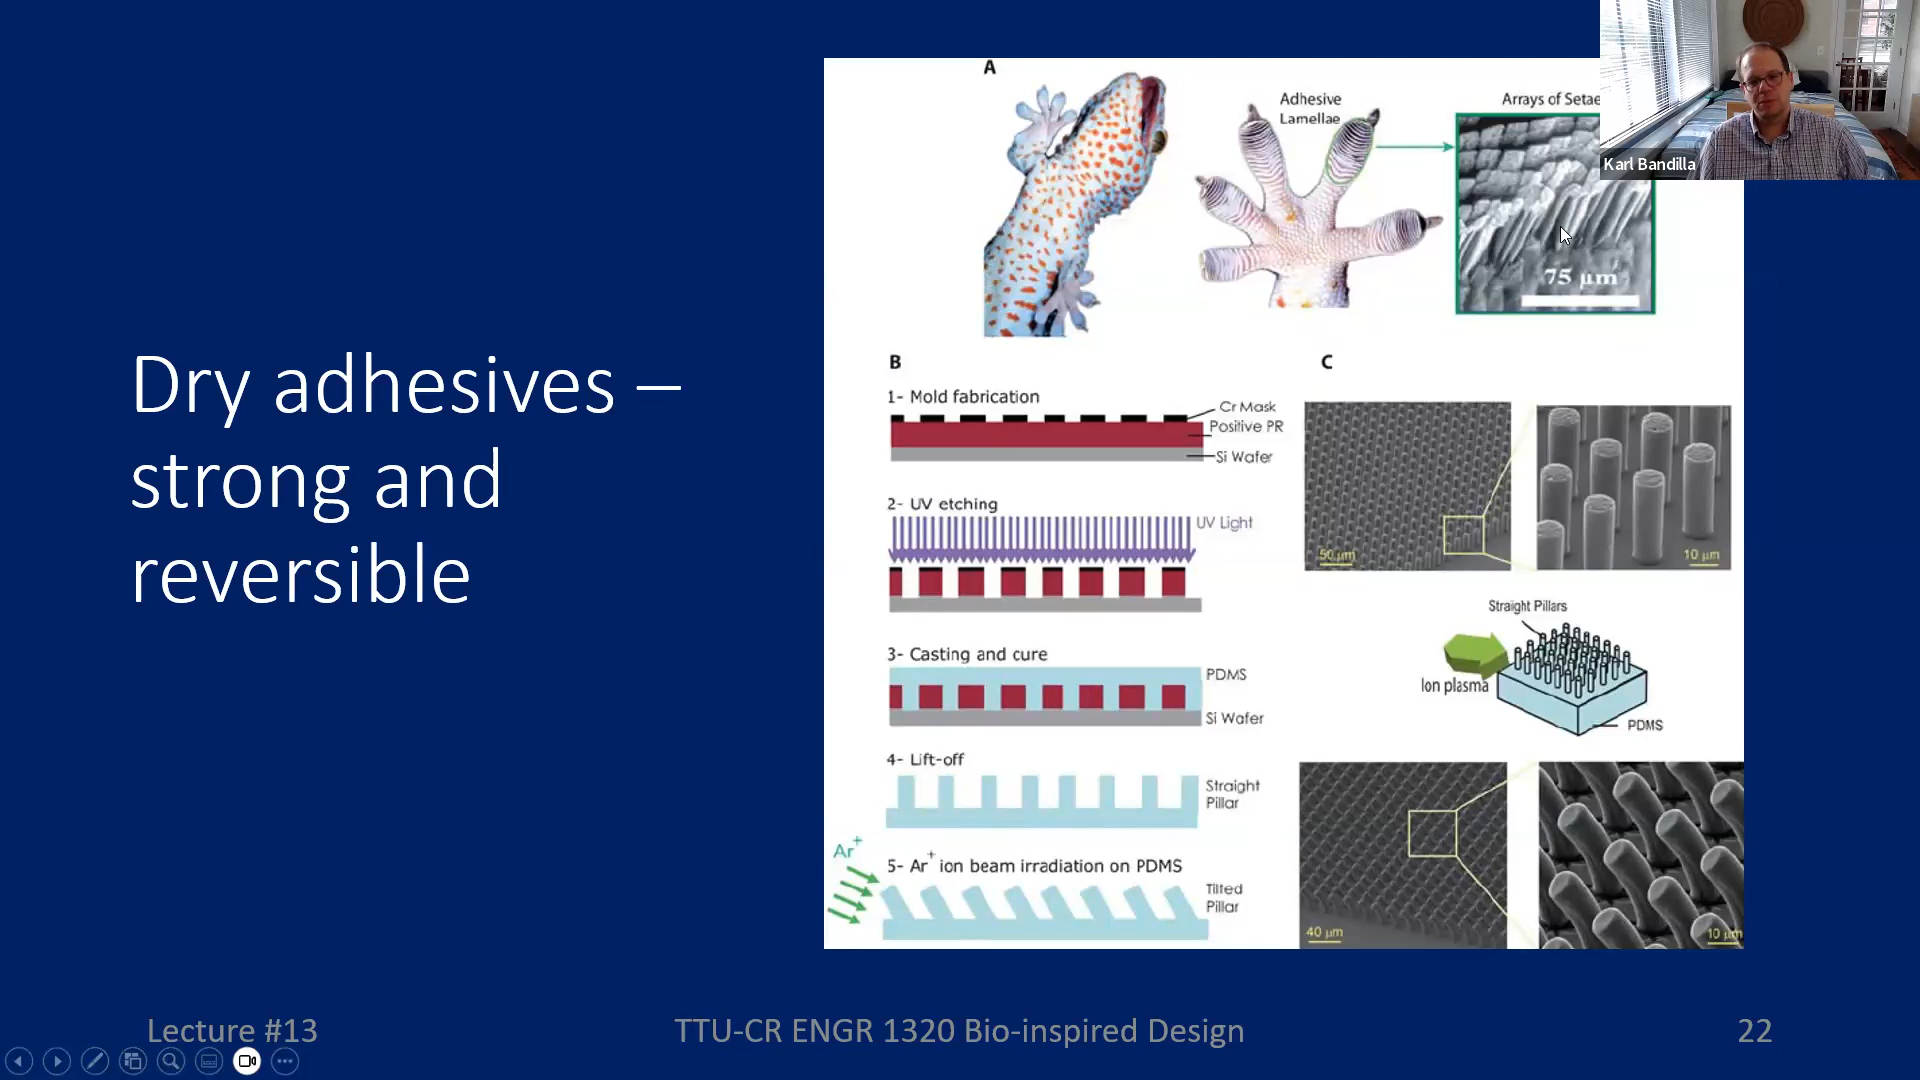 Dry adhesives –
strong and
reversible
A
Adhesive
Lamellae
Arrays of Setae
75 μm
Karl Bandilla
B
1- Mold fabrication
Cr Mask
Positive PR
Si Wafer
2- UV etching
UV Light
3- Casting and cure
PDMS
Si Wafer
4- Lift-off
Straight
Pillar
Ar+
5- Ar+ ion beam irradiation on PDMS
Tilted
Pillar
C
50 μm
10 μm
Straight Pillars
Ion plasma
PDMS
40 μm
10 μm
Lecture #13
TTU-CR ENGR 1320 Bio-inspired Design
22